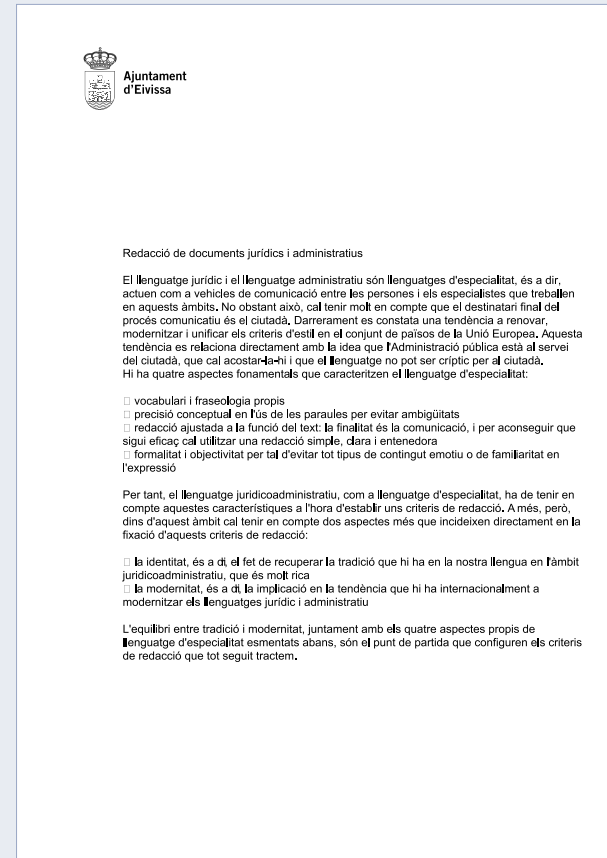 Ajuntament
d'Eivissa
Redacció de documents jurídics i administratius
El llenguatge jurídic i el llenguatge administratiu són llenguatges d'especialitat, és a dir,
actuen com a vehicles de comunicació entre les persones i els especialistes que treballen
en aquests àmbits. No obstant això, cal tenir molt en compte que el destinatari final del
procés comunicatiu és el ciutadà. Darrerament es constata una tendència a renovar,
modernitzar i unificar els criteris d'estil en el conjunt de països de la Unió Europea. Aquesta
tendència es relaciona directament amb la idea que l'Administració pública està al servei
del ciutadà, que cal acostar-la-hi i que el llenguatge no pot ser críptic per al ciutadà.
Hi ha quatre aspectes fonamentals que caracteritzen el llenguatge d'especialitat:
□ vocabulari i fraseologia propis
□ precisió conceptual en l'ús de les paraules per evitar ambigüitats
□ redacció ajustada a la funció del text: la finalitat és la comunicació, i per aconseguir que
sigui eficaç cal utilitzar una redacció simple, clara i entenedora
□ formalitat i objectivitat per tal d'evitar tot tipus de contingut emotiu o de familiaritat en
l'expressió
Per tant, el llenguatge juridicoadministratiu, com a llenguatge d'especialitat, ha de tenir en
compte aquestes característiques a l'hora d'establir uns criteris de redacció. A més, però,
dins d'aquest àmbit cal tenir en compte dos aspectes més que incideixen directament en la
fixació d'aquests criteris de redacció:
□ la identitat, és a dir, el fet de recuperar la tradició que hi ha en la nostra llengua en l'àmbit
juridicoadministratiu, que és molt rica
□ la modernitat, és a dir, la implicació en la tendència que hi ha internacionalment a
modernitzar els llenguatges jurídic i administratiu
L'equilibri entre tradició i modernitat, juntament amb els quatre aspectes propis de
llenguatge d'especialitat esmentats abans, són el punt de partida que configuren els criteris
de redacció que tot seguit tractem.